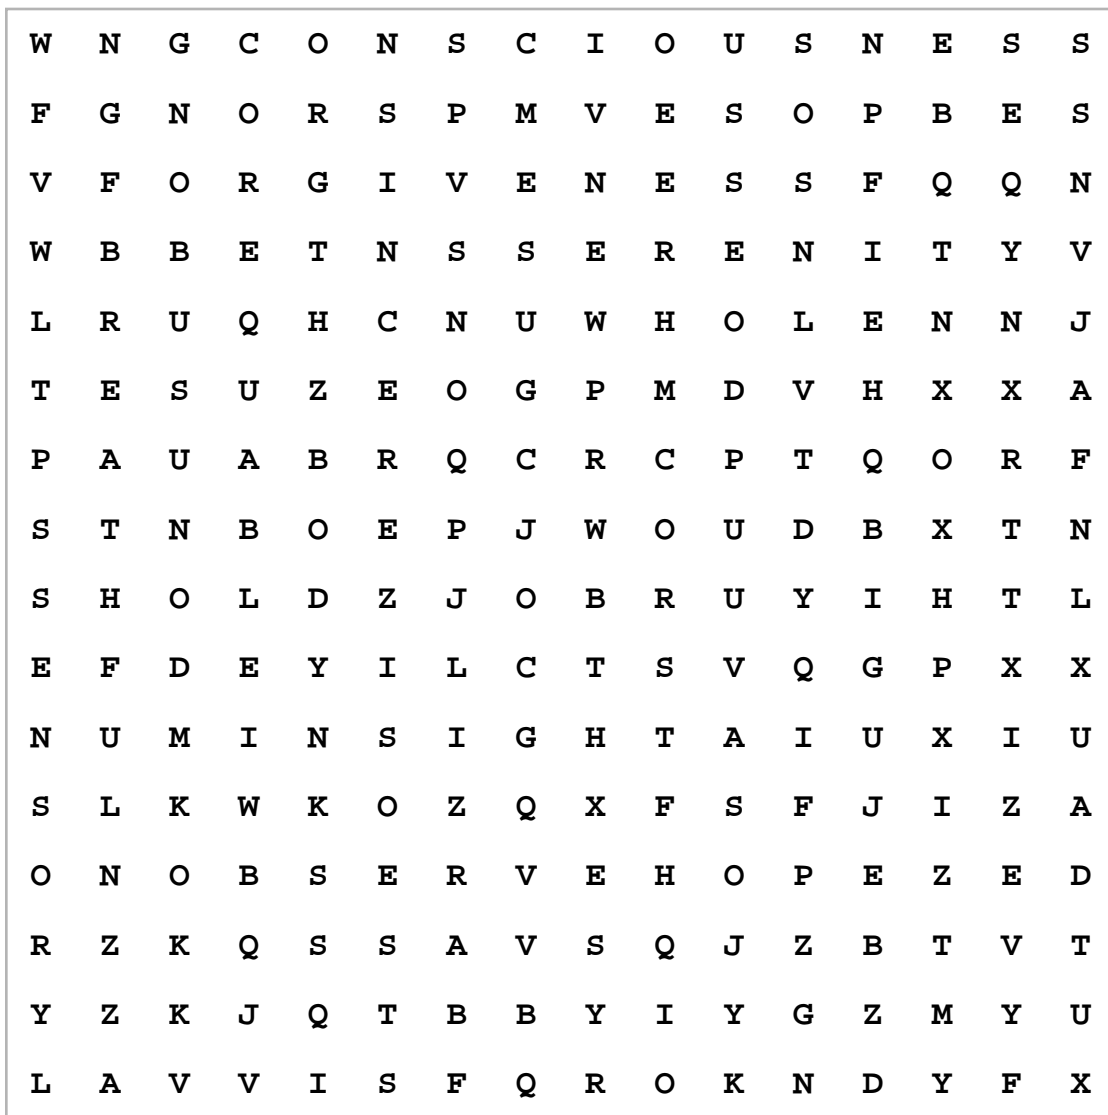 W N G C O N S C I O U S N E S S
F G N O R S P M V E S O P B E S
V F O R G I V E N E S S F Q Q N
W B B E T N S S E R E N I T Y V
L R U Q H C N U W H O L E N N J
T E S U Z E O G P M D V H X X A
P A U A B R Q C R C P T Q O R F
S T N B O E P J W O U D B X T N
S H O L D Z J O B R U Y I H T L
E F D E Y I L C T S V Q G P X X
N U M I N S I G H T A I U X I U
S L K W K O Z Q X F S F J I Z A
O N O B S E R V E H O P E Z E D
R Z K Q S S A V S Q J Z B T V T
Y Z K J Q T B B Y I Y G Z M Y U
L A V V I S F Q R O K N D Y F X